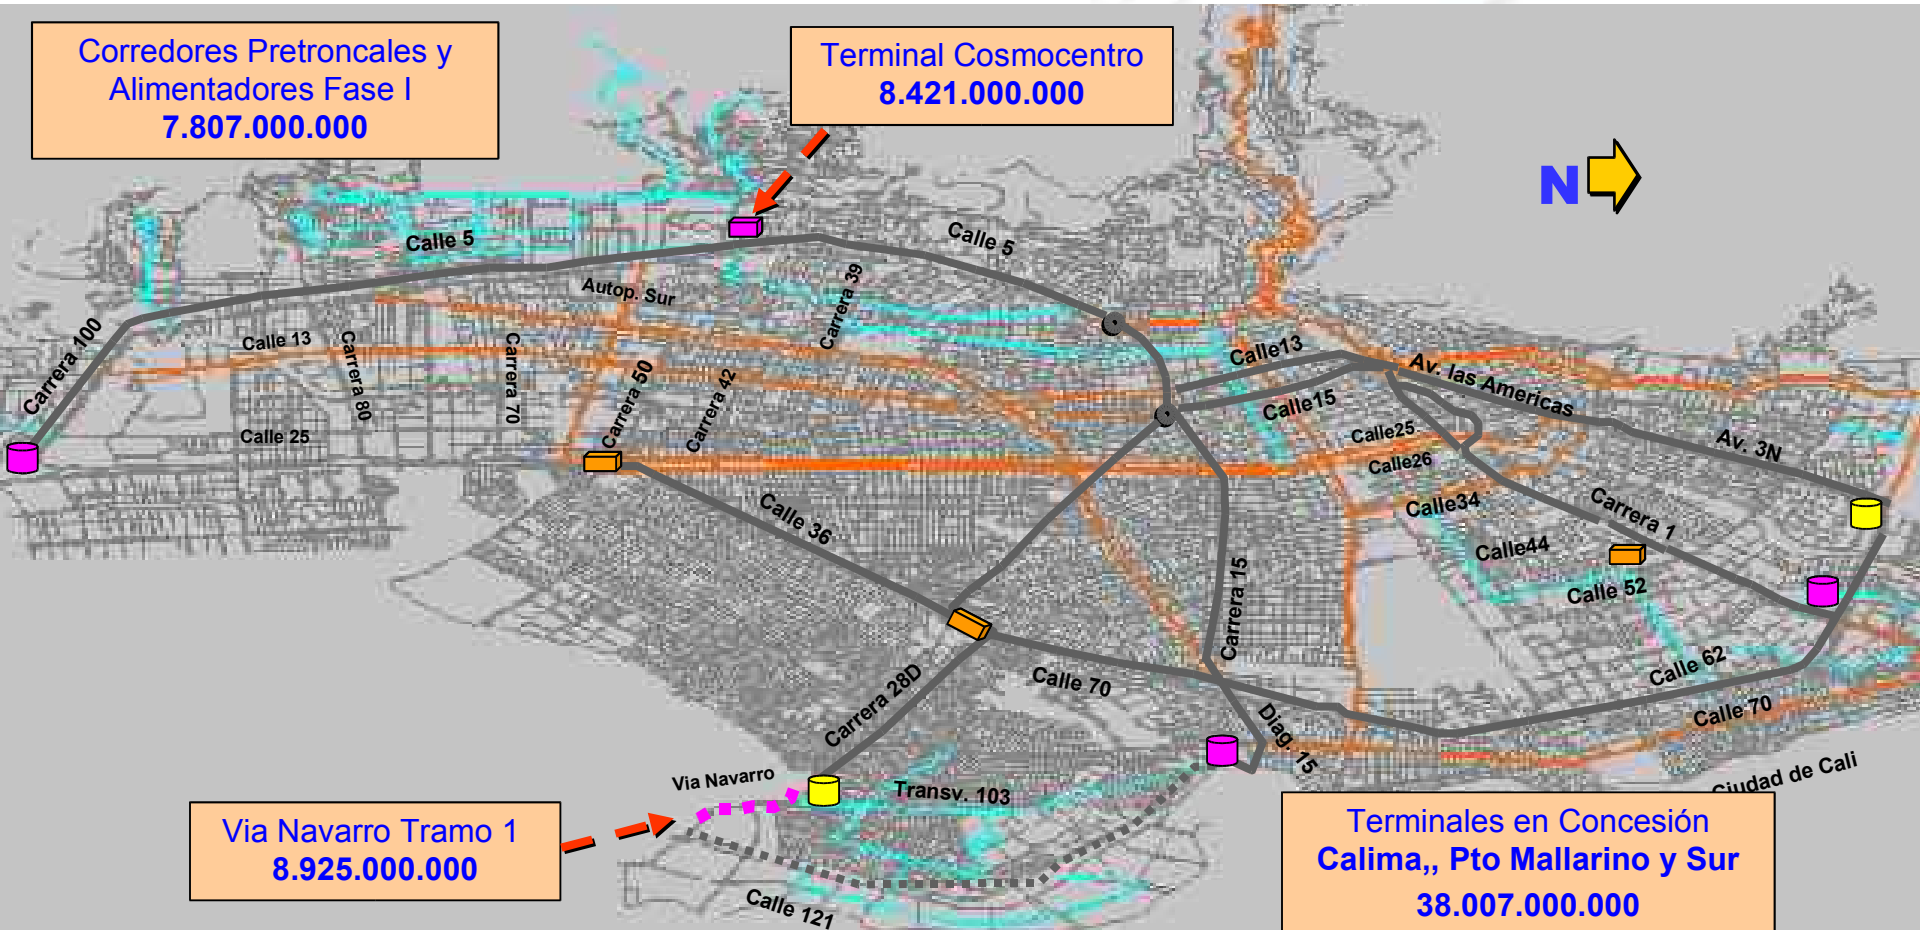 Corredores Pretroncales y
Alimentadores Fase I
7.807.000.000
Terminal Cosmocentro
8.421.000.000
N
Calle 5
Calle 5
Autop. Sur
Carrera 39
Carrera 100
Calle 13
Carrera 80
Carrera 70
Carrera 50
Carrera 42
Calle 25
Calle13
Calle15
Av. las Americas
Calle25
Calle26
Av. 3N
Calle34
Carrera 1
Calle44
Calle 52
Calle 36
Carrera 15
Calle 62
Calle 70
Carrera 28D
Calle 70
Diag. 15
Ciudad de Cali
Via Navarro
Transv. 103
Calle 121
Via Navarro Tramo 1
8.925.000.000
Terminales en Concesión
Calima,, Pto Mallarino y Sur
38.007.000.000